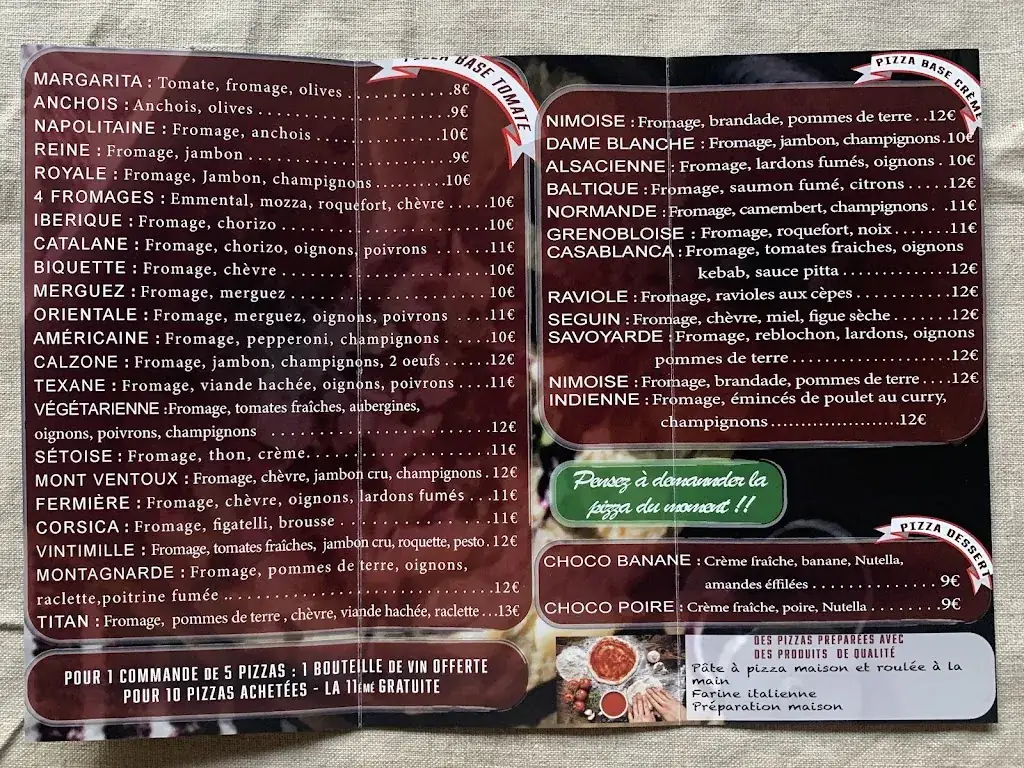 PIZZA BASE TOMATE
MARGARITA : Tomate, fromage, olives . . . . . . . . . . . . .8€
ANCHOIS : Anchois, olives . . . . . . . . . . . . . . . . . . . . . . . .9€
NAPOLITAINE : Fromage, anchois . . . . . . . . . . . . . . .10€
REINE : Fromage, jambon . . . . . . . . . . . . . . . . . . . . . . . .9€
ROYALE : Fromage, Jambon, champignons . . . . . . . . .10€
4 FROMAGES : Emmental, mozza, roquefort, chèvre . . . . .10€
IBERIQUE : Fromage, chorizo . . . . . . . . . . . . . . . . . . . . . . .10€
CATALANE : Fromage, chorizo, oignons, poivrons . . . . . .11€
BIQUETTE : Fromage, chèvre . . . . . . . . . . . . . . . . . . . . . . .10€
MERGUEZ : Fromage, merguez . . . . . . . . . . . . . . . . . . . . . 10€
ORIENTALE : Fromage, merguez, oignons, poivrons . . . . .11€
AMÉRICAINE : Fromage, pepperoni, champignons . . . . . .10€
CALZONE : Fromage, jambon, champignons, 2 oeufs . . . . .12€
TEXANE : Fromage, viande hachée, oignons, poivrons . . . .11€
VÉGÉTARIENNE :Fromage, tomates fraîches, aubergines,
oignons, poivrons, champignons . . . . . . . . . . . . . . . . . . . . . . . 12€
SÉTOISE : Fromage, thon, crème. . . . . . . . . . . . . . . . . . . .11€
MONT VENTOUX : Fromage, chèvre, jambon cru, champignons . 12€
FERMIÈRE : Fromage, chèvre, oignons, lardons fumés . . .11€
CORSICA : Fromage, figatelli, brousse . . . . . . . . . . . . . . . .11€
VINTIMILLE : Fromage, tomates fraîches, jambon cru, roquette, pesto . 12€
MONTAGNARDE : Fromage, pommes de terre, oignons,
raclette,poitrine fumée .. . . . . . . . . . . . . . . . . . . . . . . . . . . .12€
TITAN : Fromage, pommes de terre , chèvre, viande hachée, raclette . . .13€
POUR 1 COMMANDE DE 5 PIZZAS : 1 BOUTEILLE DE VIN OFFERTE
POUR 10 PIZZAS ACHETÉES - LA 11ÈMÉ GRATUITE
PIZZA BASE CRÈME
NIMOISE : Fromage, brandade, pommes de terre . .12€
DAME BLANCHE : Fromage, jambon, champignons .10€
ALSACIENNE : Fromage, lardons fumés, oignons . 10€
BALTIQUE : Fromage, saumon fumé, citrons . . . . .12€
NORMANDE : Fromage, camembert, champignons . .11€
GRENOBLOISE : Fromage, roquefort, noix . . . . . .11€
CASABLANCA : Fromage, tomates fraiches, oignons
kebab, sauce pitta . . . . . . . . . . . .12€
RAVIOLE : Fromage, ravioles aux cèpes . . . . . . . . . . .12€
SEGUIN : Fromage, chèvre, miel, figue sèche . . . . . . .12€
SAVOYARDE : Fromage, reblochon, lardons, oignons
pommes de terre . . . . . . . . . . . . . . . . . .12€
NIMOISE : Fromage, brandade, pommes de terre . . . .12€
INDIENNE : Fromage, émincés de poulet au curry,
champignons......................12€
Pensez à demannder la
pizza du moment !!
PIZZA DESSERT
CHOCO BANANE : Crème fraîche, banane, Nutella,
amandes éffilées . . . . . . . . . . . . . . . . 9€
CHOCO POIRE : Crème fraîche, poire, Nutella . . . . . . . .9€
DES PIZZAS PRÉPARÉES AVEC
DES PRODUITS DE QUALITÉ
Pâte à pizza maison et roulée à la
main
Farine italienne
Préparation maison